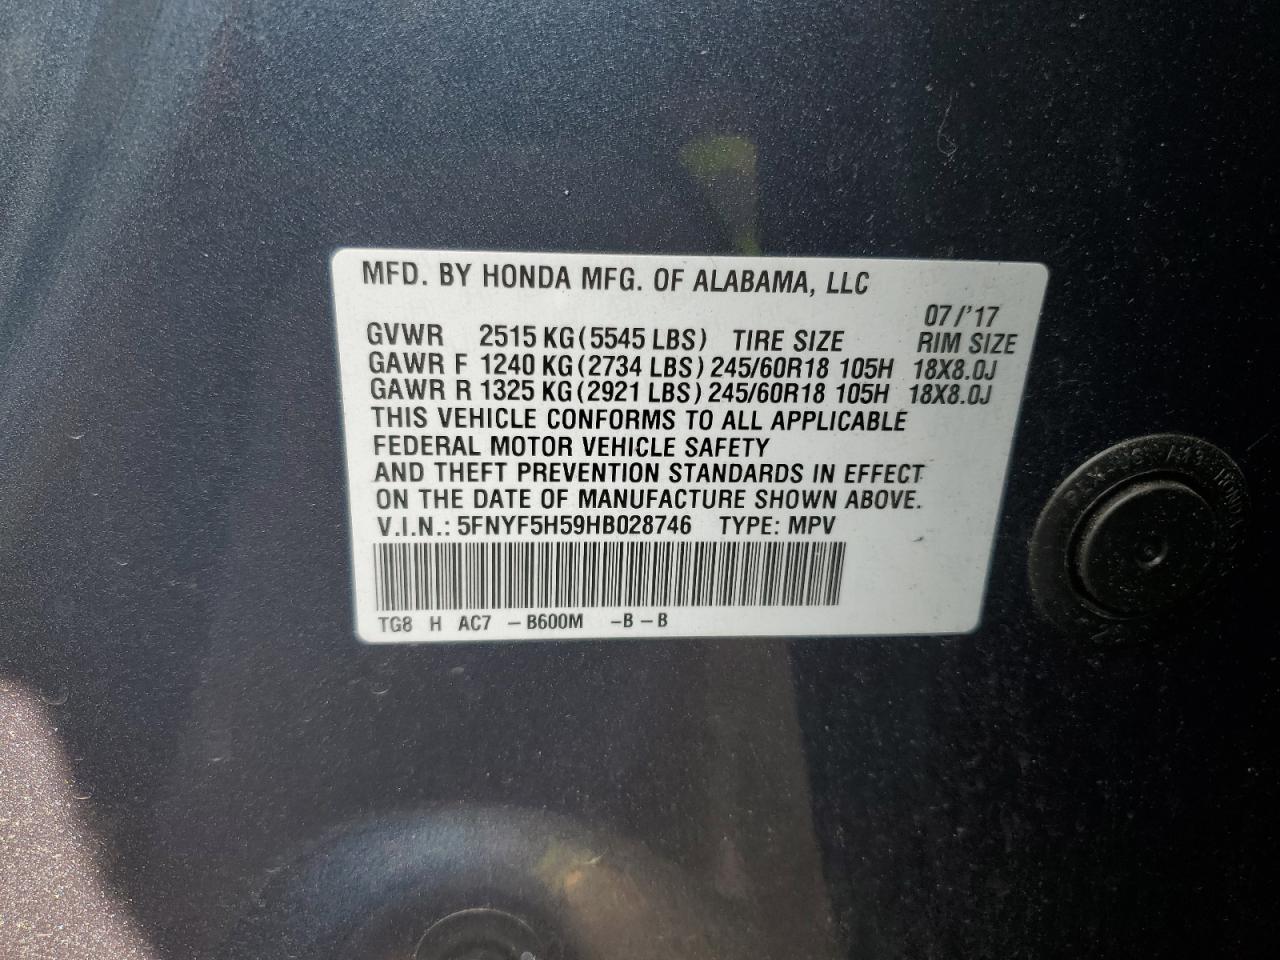 MFD. BY HONDA MFG. OF ALABAMA, LLC
07/'17
GVWR 2515 KG(5545 LBS) TIRE SIZE RIM SIZE
GAWR F 1240 KG(2734 LBS) 245/60R18 105H 18X8.0J
GAWR R 1325 KG(2921 LBS) 245/60R18 105H 18X8.0J
THIS VEHICLE CONFORMS TO ALL APPLICABLE
FEDERAL MOTOR VEHICLE SAFETY
AND THEFT PREVENTION STANDARDS IN EFFECT
ON THE DATE OF MANUFACTURE SHOWN ABOVE.
V.I.N.: 5FNYF5H59HB028746 TYPE: MPV
TG8 H AC7 -B600M -B-B